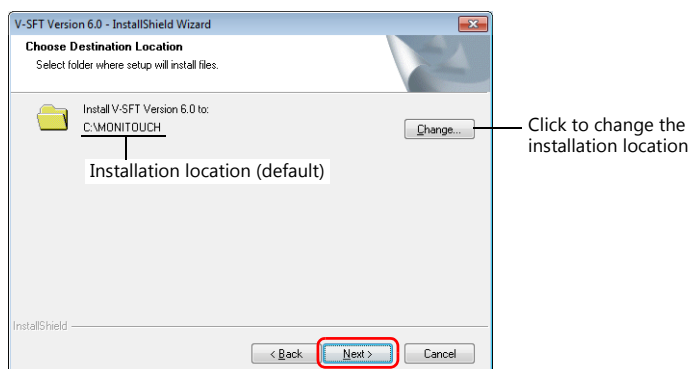 V-SFT Version 6.0 - InstallShield Wizard
Choose Destination Location
Select folder where setup will install files.
Install V-SFT Version 6.0 to:
C:\MONITOUCH
Change...
Click to change the
installation location
Installation location (default)
InstallShield
< Back
Next >
Cancel